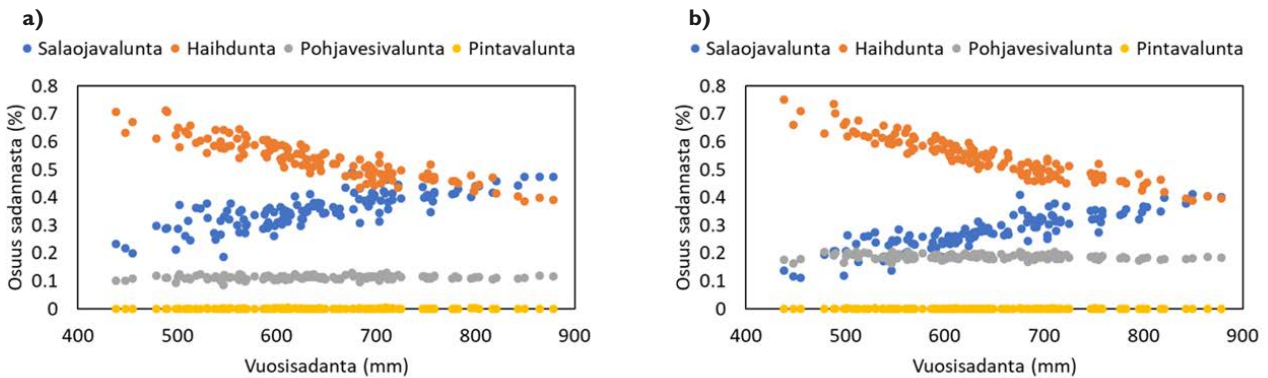 a)
Salaojavalunta Haihdunta Pohjavesivalunta Pintavalunta
Osuus sadannasta (%)
0.8
0.7
0.6
0.5
0.4
0.3
0.2
0.1
0
400 500 600 700 800 900
Vuosisadanta (mm)
b)
Salaojavalunta Haihdunta Pohjavesivalunta Pintavalunta
Osuus sadannasta (%)
0.8
0.7
0.6
0.5
0.4
0.3
0.2
0.1
0
400 500 600 700 800 900
Vuosisadanta (mm)